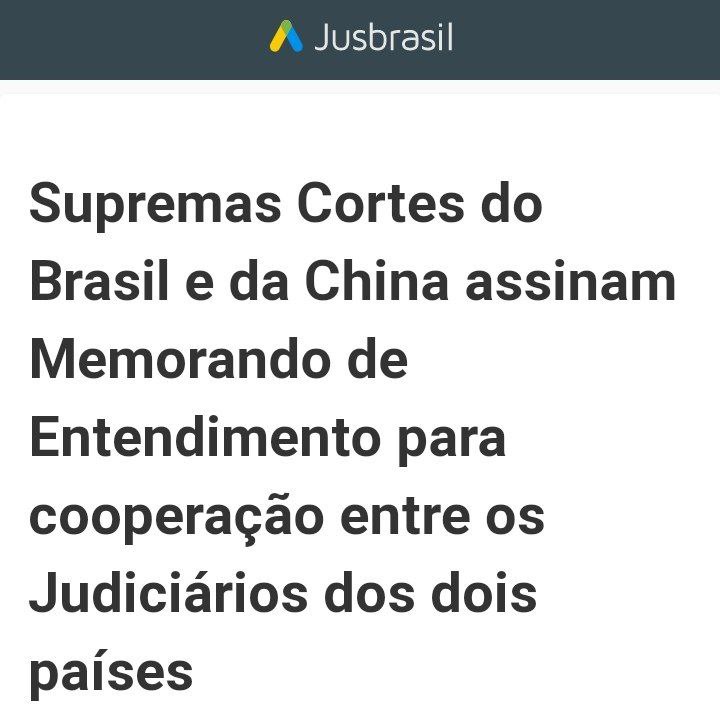 Jusbrasil
Supremas Cortes do
Brasil e da China assinam
Memorando de
Entendimento para
cooperação entre os
Judiciários dos dois
países